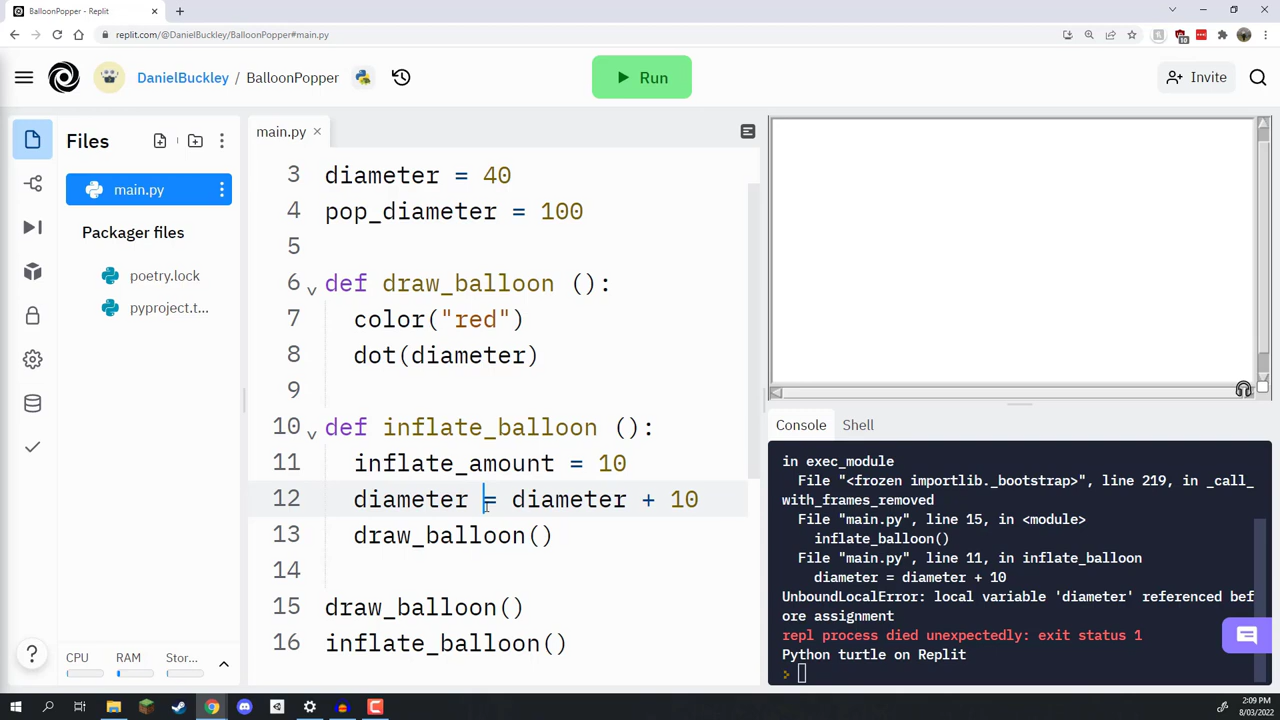 BalloonPopper - Replit
replit.com/@DanielBuckley/BalloonPopper#main.py
10
DanielBuckley / BalloonPopper
Run
Invite
Files
main.py
Packager files
poetry.lock
pyproject.t...
CPU
RAM
Stor...
main.py
3 diameter = 40
4 pop_diameter = 100
5
6 def draw_balloon ():
7 color("red")
8 dot(diameter)
9
10 def inflate_balloon ():
11 inflate_amount = 10
12 diameter = diameter + 10
13 draw_balloon()
14
15 draw_balloon()
16 inflate_balloon()
Console
Shell
in exec_module
File "<frozen importlib._bootstrap>", line 219, in _call_
with_frames_removed
File "main.py", line 15, in <module>
inflate_balloon()
File "main.py", line 11, in inflate_balloon
diameter = diameter + 10
UnboundLocalError: local variable 'diameter' referenced bef
ore assignment
repl process died unexpectedly: exit status 1
Python turtle on Replit
>
2:09 PM
8/03/2022